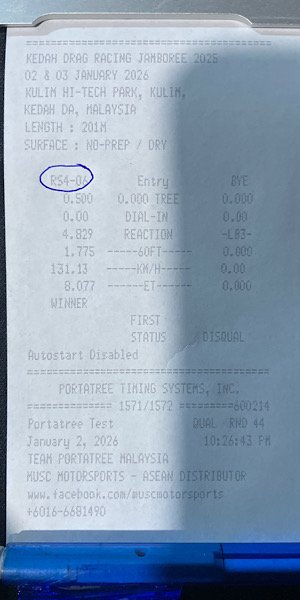 KEDAH DRAG RACING JAMBOREE 2025
02 & 03 JANUARY 2026
KULIM HI-TECH PARK, KULIM,
KEDAH DA, MALAYSIA
LENGTH : 201M
SURFACE : NO-PREP / DRY
RS4-06 Entry BYE
0.500 0.000 TREE 0.000
0.00 DIAL-IN 0.00
4.829 REACTION -L83-
1.775 -----60FT----- 0.000
131.13 -----KM/H----- 0.00
8.077 ------ET------ 0.000
WINNER
FIRST
STATUS DISQUAL
Autostart Disabled
PORTATREE TIMING SYSTEMS, INC.
============ 1571/1572 =========600214
Portatree Test DUAL / RND 44
January 2, 2026 10:26:43 PM
TEAM PORTATREE MALAYSIA
MUSC MOTORSPORTS - ASEAN DISTRIBUTOR
www.facebook.com/muscmotorsports
+6016-6681490